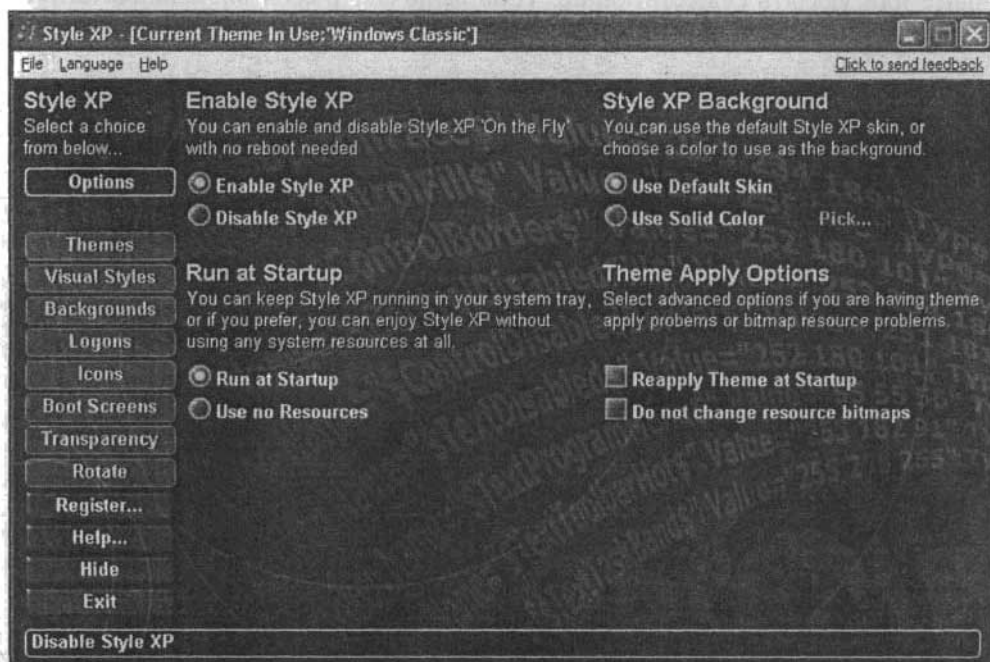 Style XP - [Current Theme In Use:'Windows Classic']
File Language Help
Click to send feedback
Style XP
Select a choice
from below...
Options
Themes
Visual Styles
Backgrounds
Logons
Icons
Boot Screens
Transparency
Rotate
Register...
Help...
Hide
Exit
Enable Style XP
You can enable and disable Style XP 'On the Fly'
with no reboot needed
Enable Style XP
Disable Style XP
Run at Startup
You can keep Style XP running in your system tray,
or if you prefer, you can enjoy Style XP without
using any system resources at all.
Run at Startup
Use no Resources
Style XP Background
You can use the default Style XP skin, or
choose a color to use as the background.
Use Default Skin
Use Solid Color Pick...
Theme Apply Options
Select advanced options if you are having theme
apply probems or bitmap resource problems.
Reapply Theme at Startup
Do not change resource bitmaps
Disable Style XP